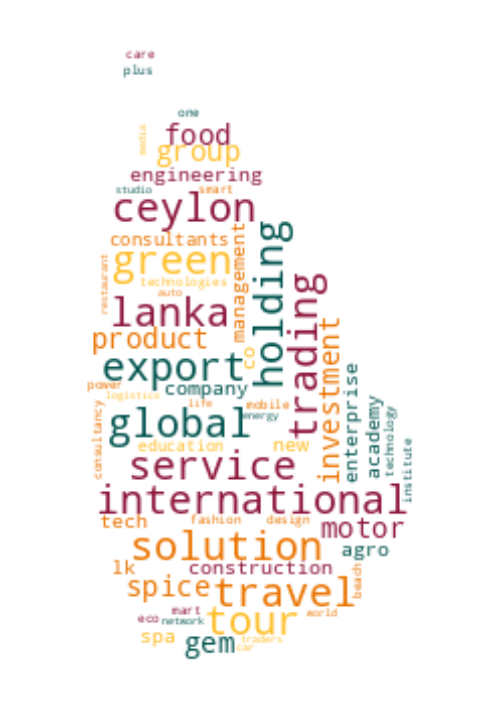 care
plus
one
media
food
group
engineering
studio
smart
ceylon
consultants
management
holding
green
restaurant
technologies
auto
trading
lanka
product
co
investment
export
power
company
logistics
enterprise
life
mobile
academy
consultancy
global
energy
technology
education
new
service
institute
international
tech
fashion
design
motor
solution
agro
lk
construction
beach
spice
travel
mart
eco
network
tour
world
spa
gem
traders
car